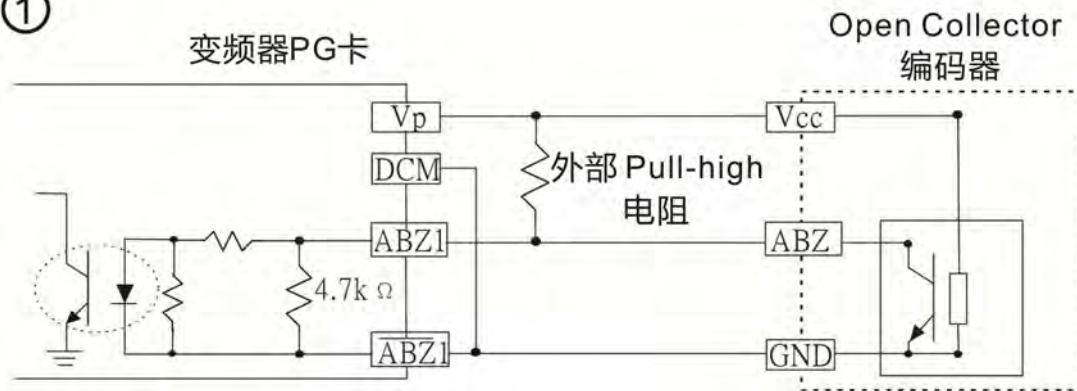 ①
变频器PG卡
Open Collector
编码器
Vp
Vcc
DCM
外部 Pull-high
电阻
ABZ1
ABZ
4.7k Ω
A̅B̅Z̅1
GND